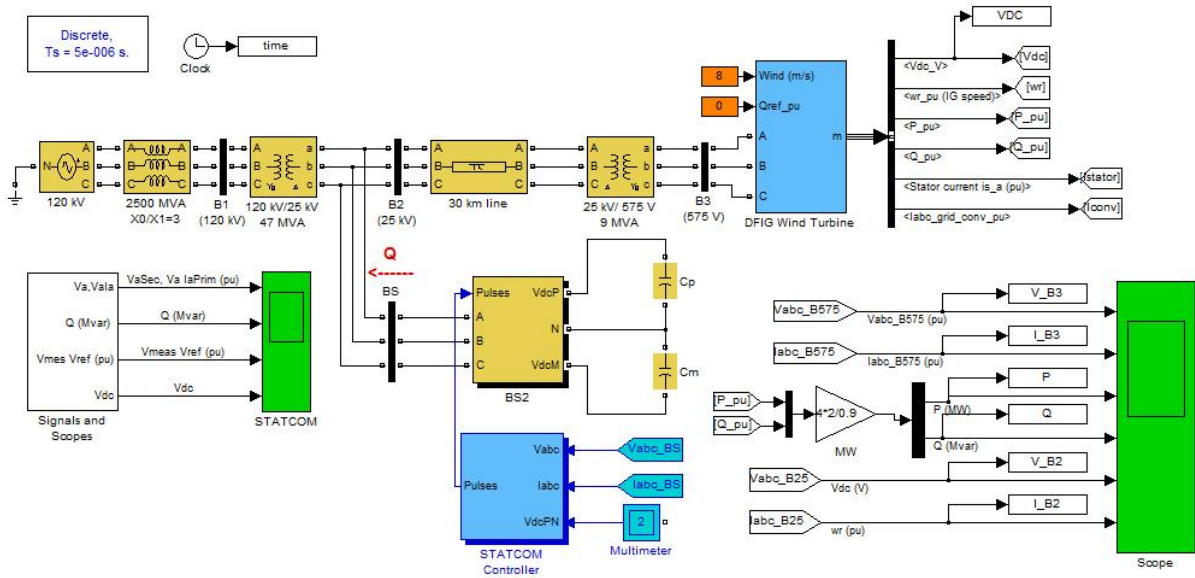 Discrete,
Ts = 5e-006 s.
Clock
time
VDC
[Vdc]
<Vdc_V>
[wr]
<wr_pu (IG speed)>
[P_pu]
<P_pu>
[Q_pu]
<Q_pu>
[Istator]
<Stator current is_a (pu)>
[Iconv]
<Iabc_grid_conv_pu>
8
Wind (m/s)
0
Qref_pu
A
B
C
m
DFIG Wind Turbine
N
A
B
C
120 kV
A A
B B
C C
2500 MVA
X0/X1=3
B1
(120 kV)
A a
B b
C c
120 kV/25 kV
47 MVA
B2
(25 kV)
A A
B B
C C
30 km line
A a
B b
C c
25 kV/ 575 V
9 MVA
B3
(575 V)
Q
BS
Pulses
A
B
C
VdcP
N
VdcM
BS2
Cp
Cm
Va,VaIa
VaSec, Va IaPrim (pu)
Q (Mvar)
Q (Mvar)
Vmes Vref (pu)
Vmeas Vref (pu)
Vdc
Vdc
Signals and
Scopes
STATCOM
Pulses
Vabc
Iabc
VdcPN
Vabc_BS
Iabc_BS
2
Multimeter
STATCOM
Controller
Vabc_B575
Vabc_B575 (pu)
V_B3
Iabc_B575
Iabc_B575 (pu)
I_B3
[P_pu]
[Q_pu]
4*2/0.9
MW
P
P (MW)
Q
Q (Mvar)
Vabc_B25
Vdc (V)
V_B2
Iabc_B25
wr (pu)
I_B2
Scope